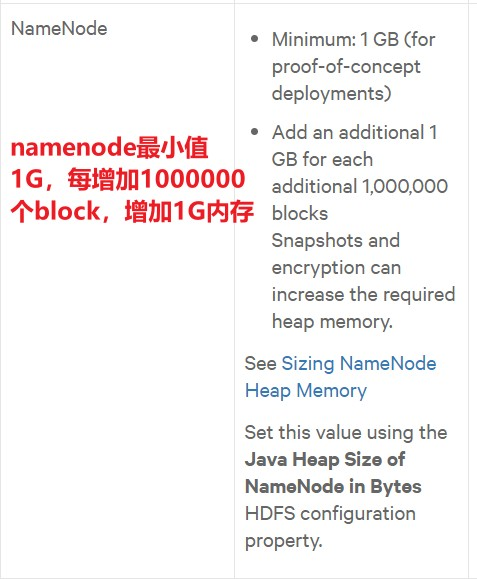 NameNode
namenode最小值
1G，每增加1000000
个block，增加1G内存
• Minimum: 1 GB (for
proof-of-concept
deployments)
• Add an additional 1
GB for each
additional 1,000,000
blocks
Snapshots and
encryption can
increase the required
heap memory.
See Sizing NameNode
Heap Memory
Set this value using the
Java Heap Size of
NameNode in Bytes
HDFS configuration
property.